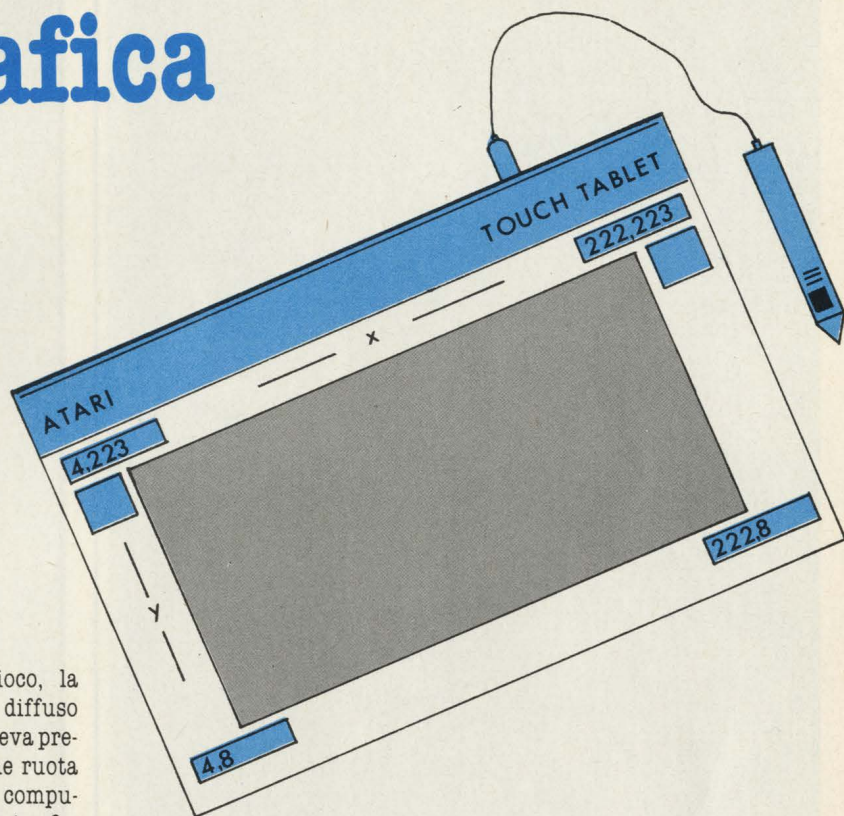 afica
TOUCH TABLET
222,223
x
ATARI
4,223
222,8
y
4,8
ioco, la
diffuso
eva pre-
e ruota
compu-